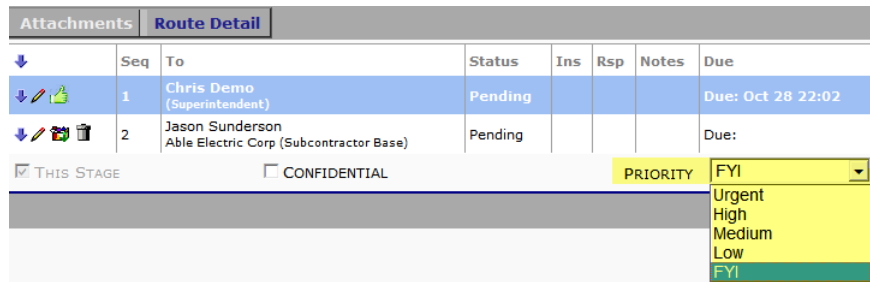 Attachments Route Detail
Seq To Status Ins Rsp Notes Due
1 Chris Demo (Superintendent) Pending Due: Oct 28 22:02
2 Jason Sunderson Able Electric Corp (Subcontractor Base) Pending Due:
THIS STAGE CONFIDENTIAL PRIORITY FYI
Urgent
High
Medium
Low
FYI